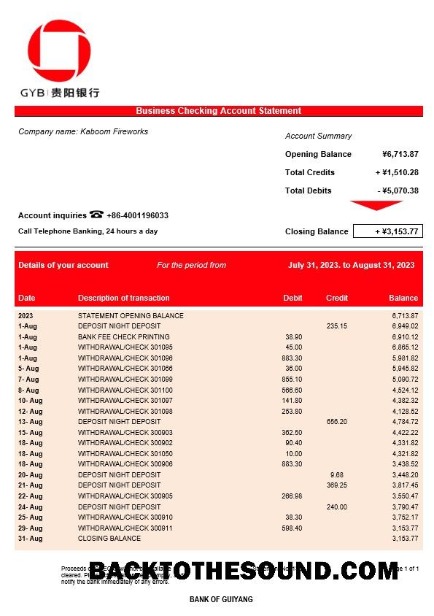 GYB 贵阳银行
Business Checking Account Statement
Company name: Kaboom Fireworks
Account Summary
Opening Balance ¥6,713.87
Total Credits + ¥1,510.28
Total Debits - ¥5,070.38
Account inquiries ☎ +86-4001196033
Call Telephone Banking, 24 hours a day
Closing Balance + ¥3,153.77
Details of your account For the period from July 31, 2023. to August 31, 2023
Date Description of transaction Debit Credit Balance
2023 STATEMENT OPENING BALANCE 6,713.87
1-Aug DEPOSIT NIGHT DEPOSIT 235.15 6,949.02
1-Aug BANK FEE CHECK PRINTING 38.90 6,910.12
1-Aug WITHDRAWAL/CHECK 301095 45.00 6,865.12
1-Aug WITHDRAWAL/CHECK 301096 883.30 5,981.82
5- Aug WITHDRAWAL/CHECK 301066 36.00 5,945.82
7- Aug WITHDRAWAL/CHECK 301099 855.10 5,090.72
8- Aug WITHDRAWAL/CHECK 301100 566.60 4,524.12
10- Aug WITHDRAWAL/CHECK 301097 141.80 4,382.32
12- Aug WITHDRAWAL/CHECK 301098 253.80 4,128.52
13- Aug DEPOSIT NIGHT DEPOSIT 656.20 4,784.72
13- Aug WITHDRAWAL/CHECK 300903 362.50 4,422.22
18- Aug WITHDRAWAL/CHECK 300902 90.40 4,331.82
18- Aug WITHDRAWAL/CHECK 301050 10.00 4,321.82
18- Aug WITHDRAWAL/CHECK 300906 883.30 3,438.52
20- Aug DEPOSIT NIGHT DEPOSIT 9.68 3,448.20
21- Aug DEPOSIT NIGHT DEPOSIT 369.25 3,817.45
22- Aug WITHDRAWAL/CHECK 300905 266.98 3,550.47
24- Aug DEPOSIT NIGHT DEPOSIT 240.00 3,790.47
25- Aug WITHDRAWAL/CHECK 300910 38.30 3,752.17
29- Aug WITHDRAWAL/CHECK 300911 598.40 3,153.77
31- Aug CLOSING BALANCE 3,153.77
Proceeds
cleared.
notify the bank immediately of any errors.
1 of 1
BACKTOTHESOUND.COM
BANK OF GUIYANG